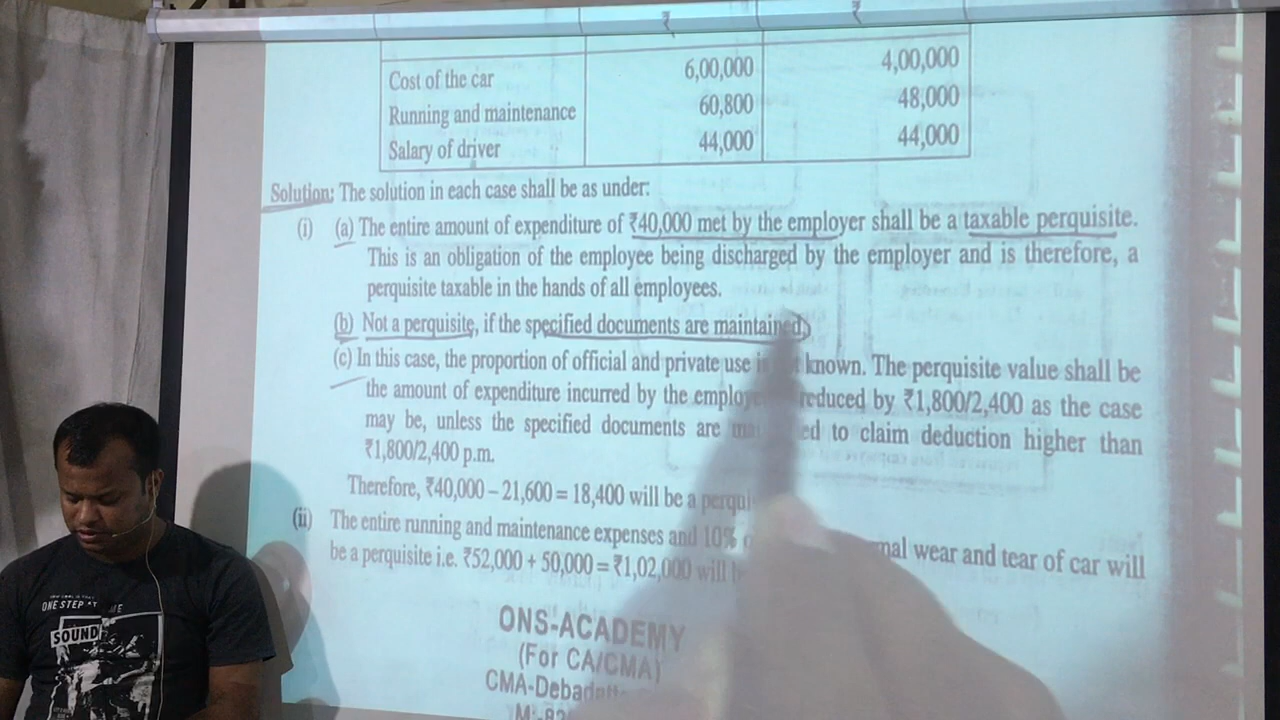 ₹ ₹
Cost of the car 6,00,000 4,00,000
Running and maintenance 60,800 48,000
Salary of driver 44,000 44,000
Solution: The solution in each case shall be as under:
(i) (a) The entire amount of expenditure of ₹40,000 met by the employer shall be a taxable perquisite.
This is an obligation of the employee being discharged by the employer and is therefore, a
perquisite taxable in the hands of all employees.
(b) Not a perquisite, if the specified documents are maintained.
(c) In this case, the proportion of official and private use known. The perquisite value shall be
the amount of expenditure incurred by the reduced by ₹1,800/2,400 as the case
may be, unless the specified documents are to claim deduction higher than
₹1,800/2,400 p.m.
Therefore, ₹40,000 – 21,600 = 18,400 will be a
(ii) The entire running and maintenance expenses and 10% wear and tear of car will
be a perquisite i.e. ₹52,000 + 50,000 = ₹1,02,000 will
ONS-ACADEMY
(For CA/CMA)
ONE STEP AT
SOUND